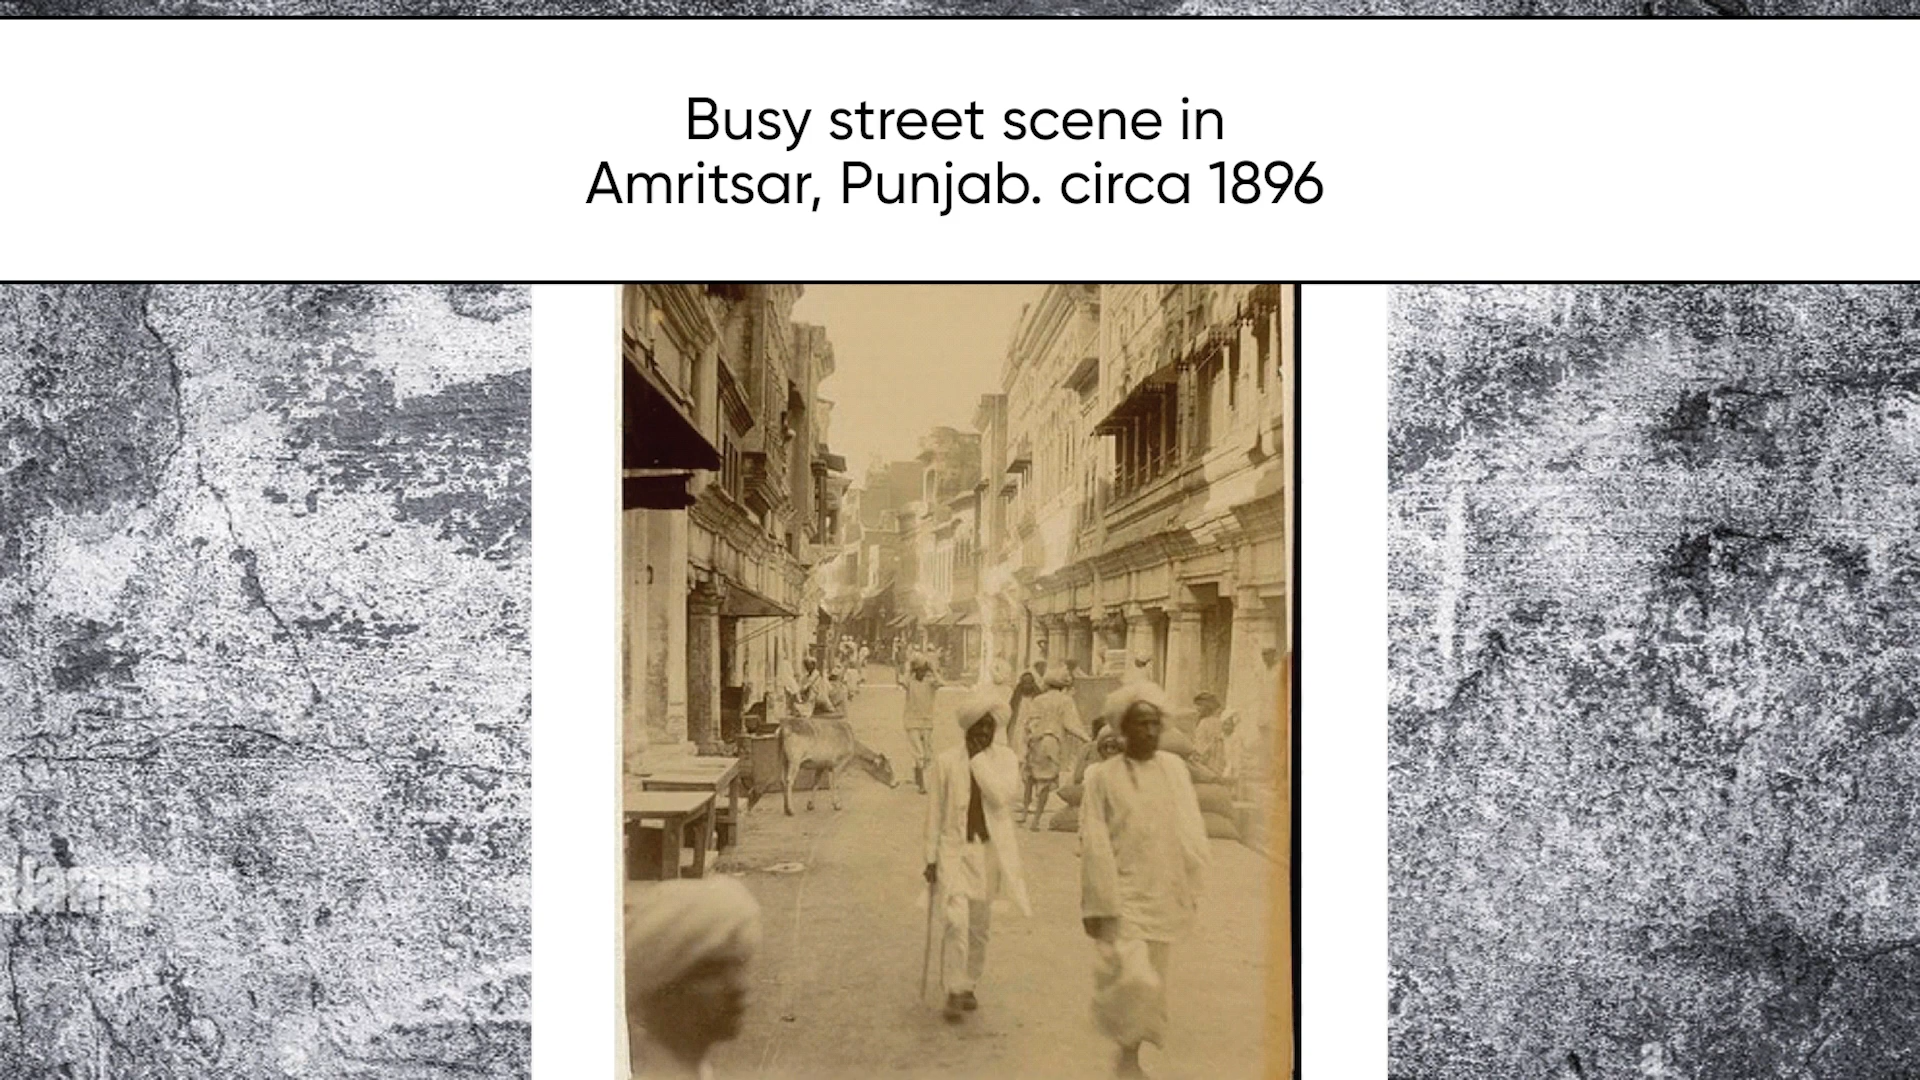 Busy street scene in
Amritsar, Punjab. circa 1896